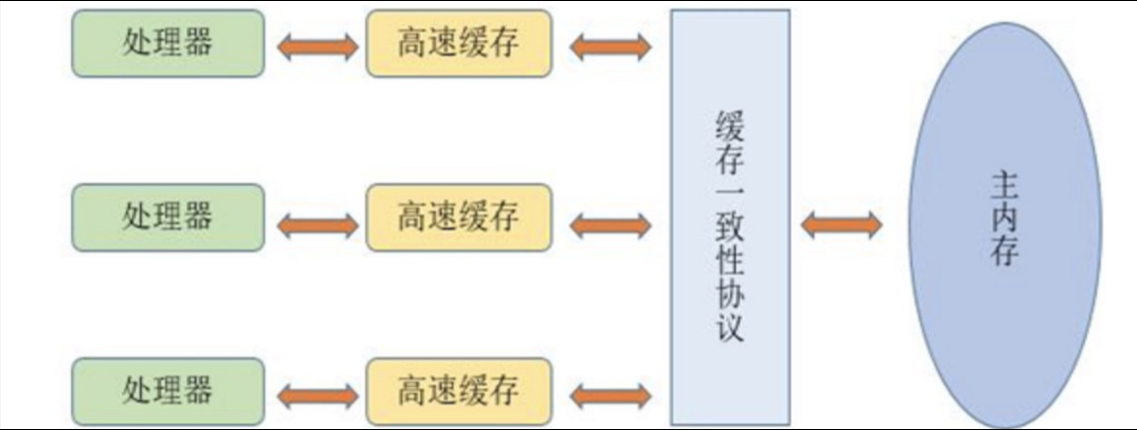 处理器
高速缓存
处理器
高速缓存
处理器
高速缓存
缓存一致性协议
主内存